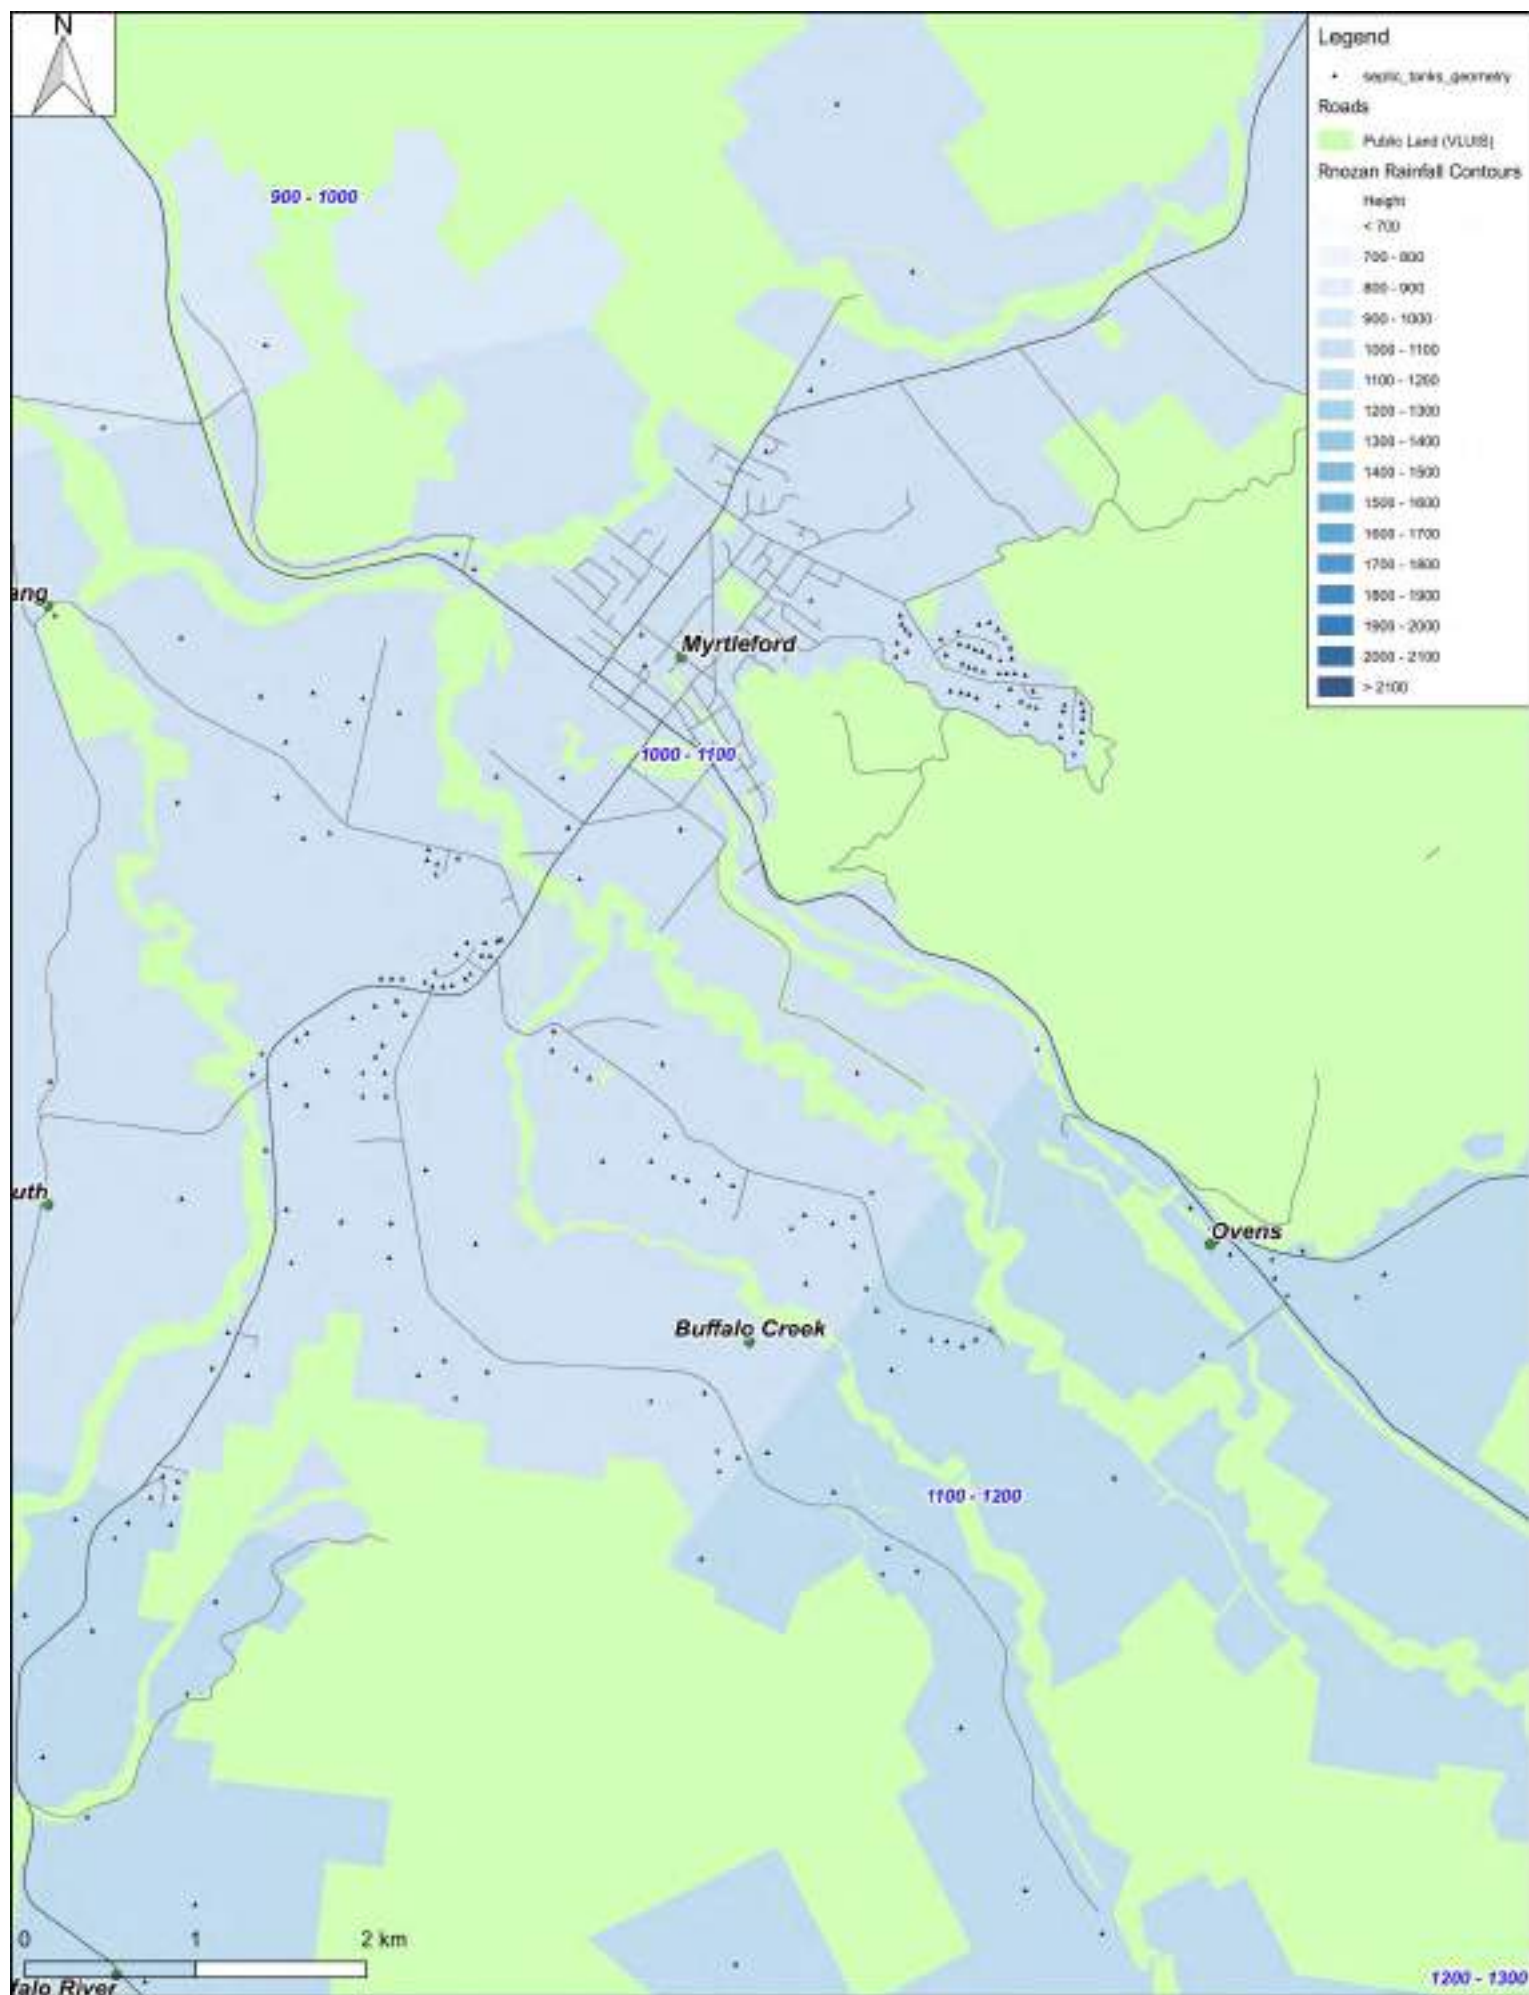 N
Legend
septic_tanks_geometry
Roads
Public Land (VLUIS)
Rnozan Rainfall Contours
Height
< 700
700 - 800
800 - 900
900 - 1000
1000 - 1100
1100 - 1200
1200 - 1300
1300 - 1400
1400 - 1500
1500 - 1600
1600 - 1700
1700 - 1800
1800 - 1900
1900 - 2000
2000 - 2100
> 2100
900 - 1000
ang
Myrtleford
1000 - 1100
uth
Ovens
Buffalo Creek
1100 - 1200
0 1 2 km
falo River
1200 - 1300